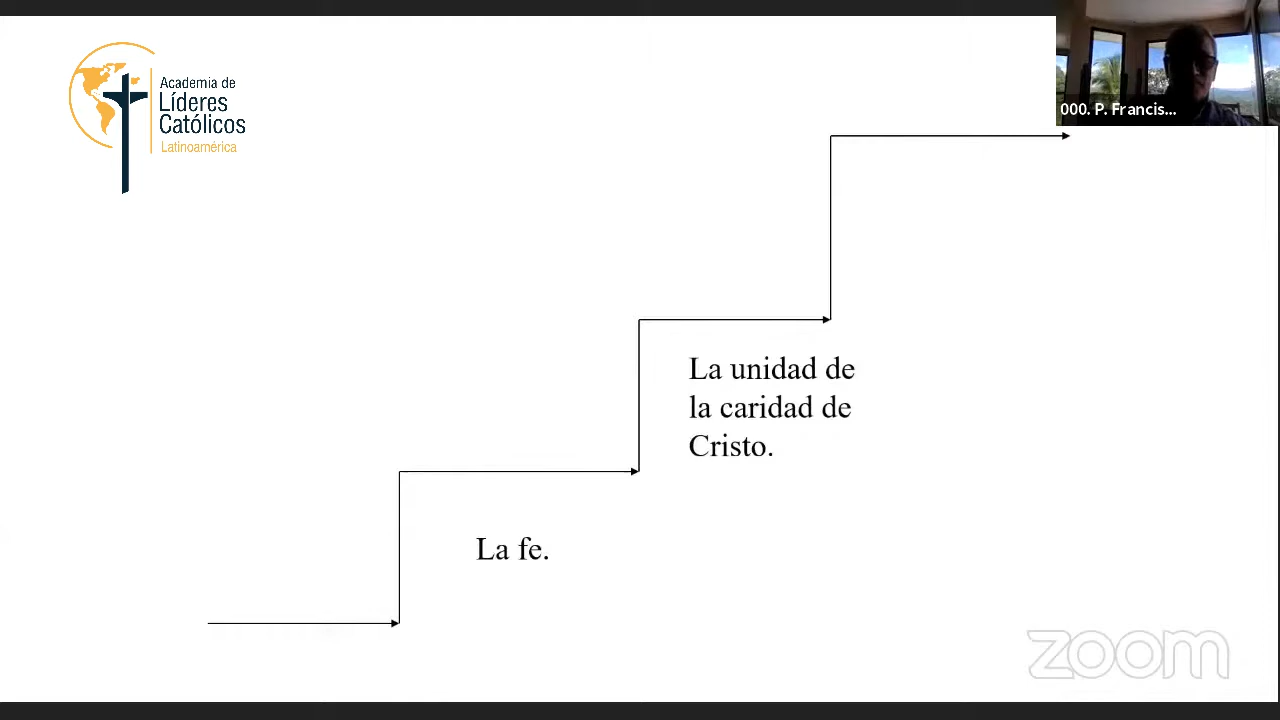 Academia de
Líderes
Católicos
Latinoamérica
000. P. Francis...
La unidad de
la caridad de
Cristo.
La fe.
zoom